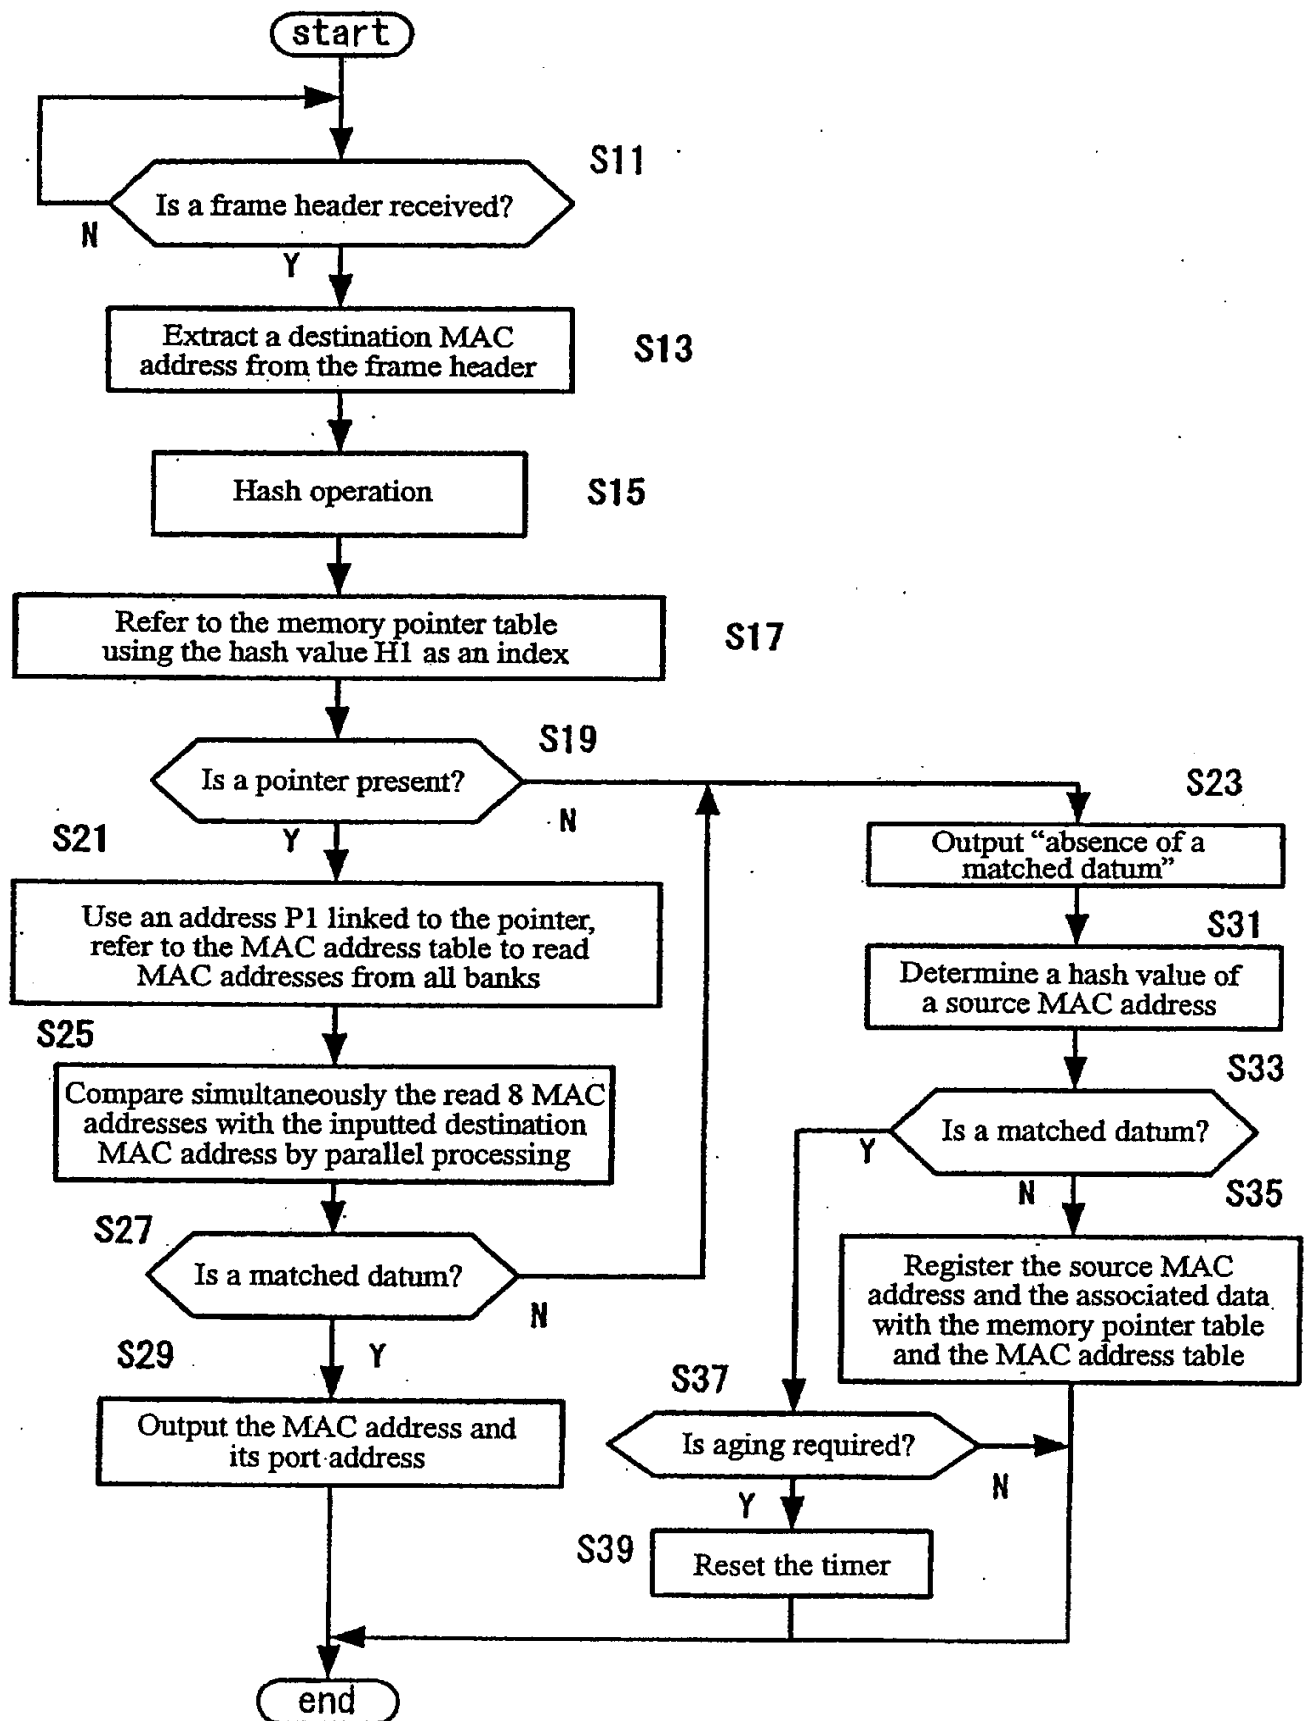 start
S11
Is a frame header received?
N
Y
Extract a destination MAC
address from the frame header
S13
Hash operation
S15
Refer to the memory pointer table
using the hash value H1 as an index
S17
S19
Is a pointer present?
N
Y
S21
Use an address P1 linked to the pointer,
refer to the MAC address table to read
MAC addresses from all banks
S25
Compare simultaneously the read 8 MAC
addresses with the inputted destination
MAC address by parallel processing
S27
Is a matched datum?
N
Y
S29
Output the MAC address and
its port address
S23
Output “absence of a
matched datum”
S31
Determine a hash value of
a source MAC address
S33
Is a matched datum?
Y
N
S35
Register the source MAC
address and the associated data
with the memory pointer table
and the MAC address table
S37
Is aging required?
N
Y
S39
Reset the timer
end